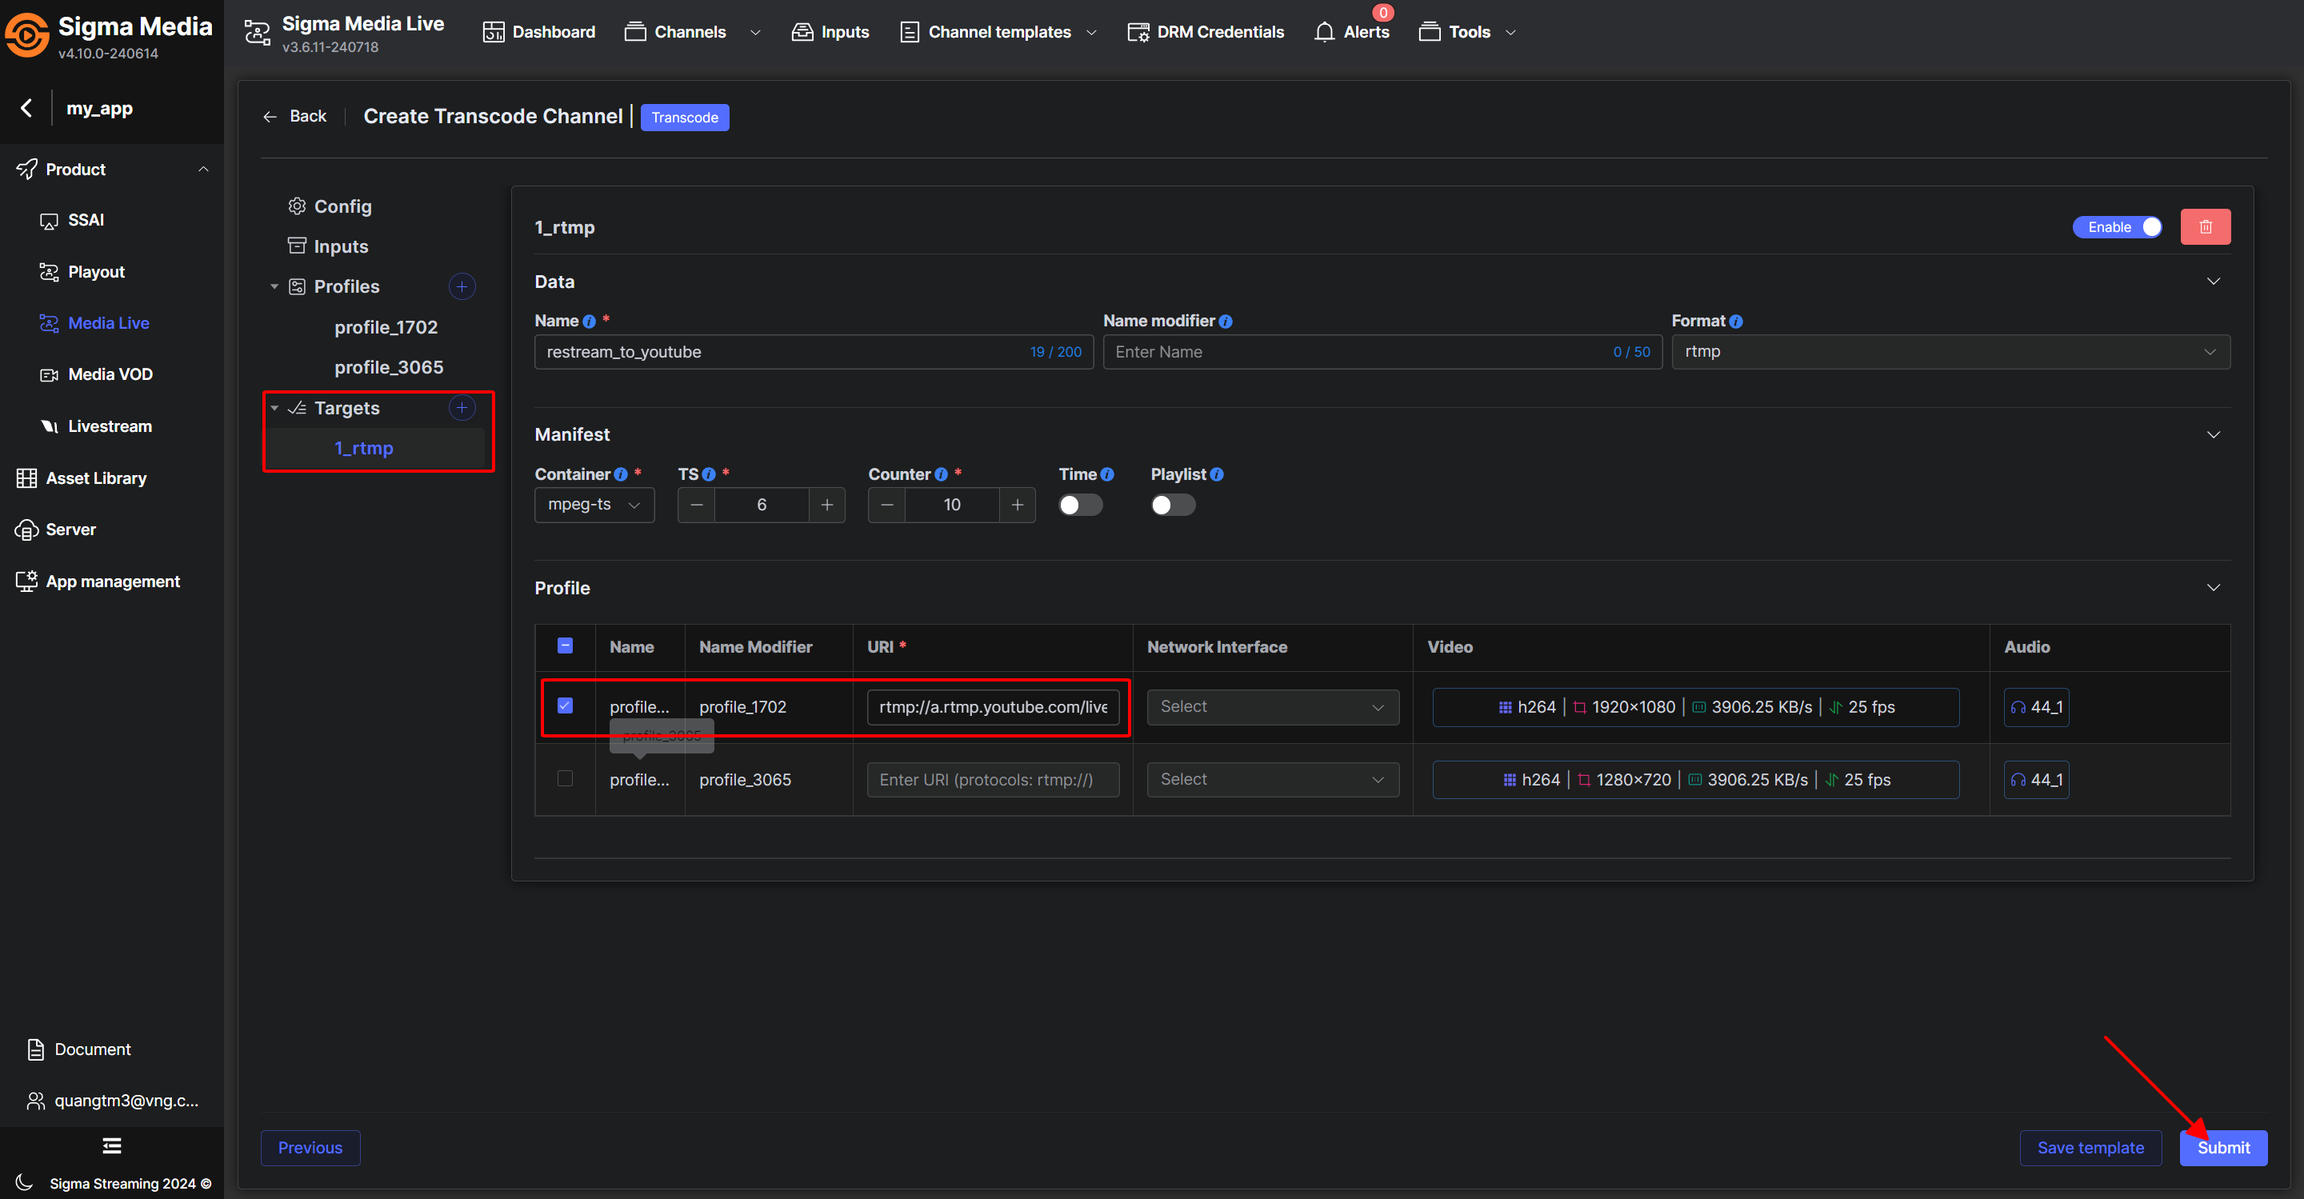 Sigma Media
v4.10.0-240614
Sigma Media Live
v3.6.11-240718
Dashboard
Channels
Inputs
Channel templates
DRM Credentials
Alerts
0
Tools
my_app
Product
SSAI
Playout
Media Live
Media VOD
Livestream
Asset Library
Server
App management
Document
quangtm3@vng.c...
Sigma Streaming 2024 ©
Back
Create Transcode Channel
Transcode
Config
Inputs
Profiles
profile_1702
profile_3065
Targets
1_rtmp
1_rtmp
Enable
Data
Name *
Name modifier
Format
restream_to_youtube 19 / 200
Enter Name 0 / 50
rtmp
Manifest
Container * TS * Counter * Time Playlist
mpeg-ts 6 10
Profile
Name Name Modifier URI * Network Interface Video Audio
profile... profile_1702 rtmp://a.rtmp.youtube.com/live Select h264 | 1920×1080 | 3906.25 KB/s | 25 fps 44_1
profile_3065
profile... profile_3065 Enter URI (protocols: rtmp://) Select h264 | 1280×720 | 3906.25 KB/s | 25 fps 44_1
Previous
Save template
Submit